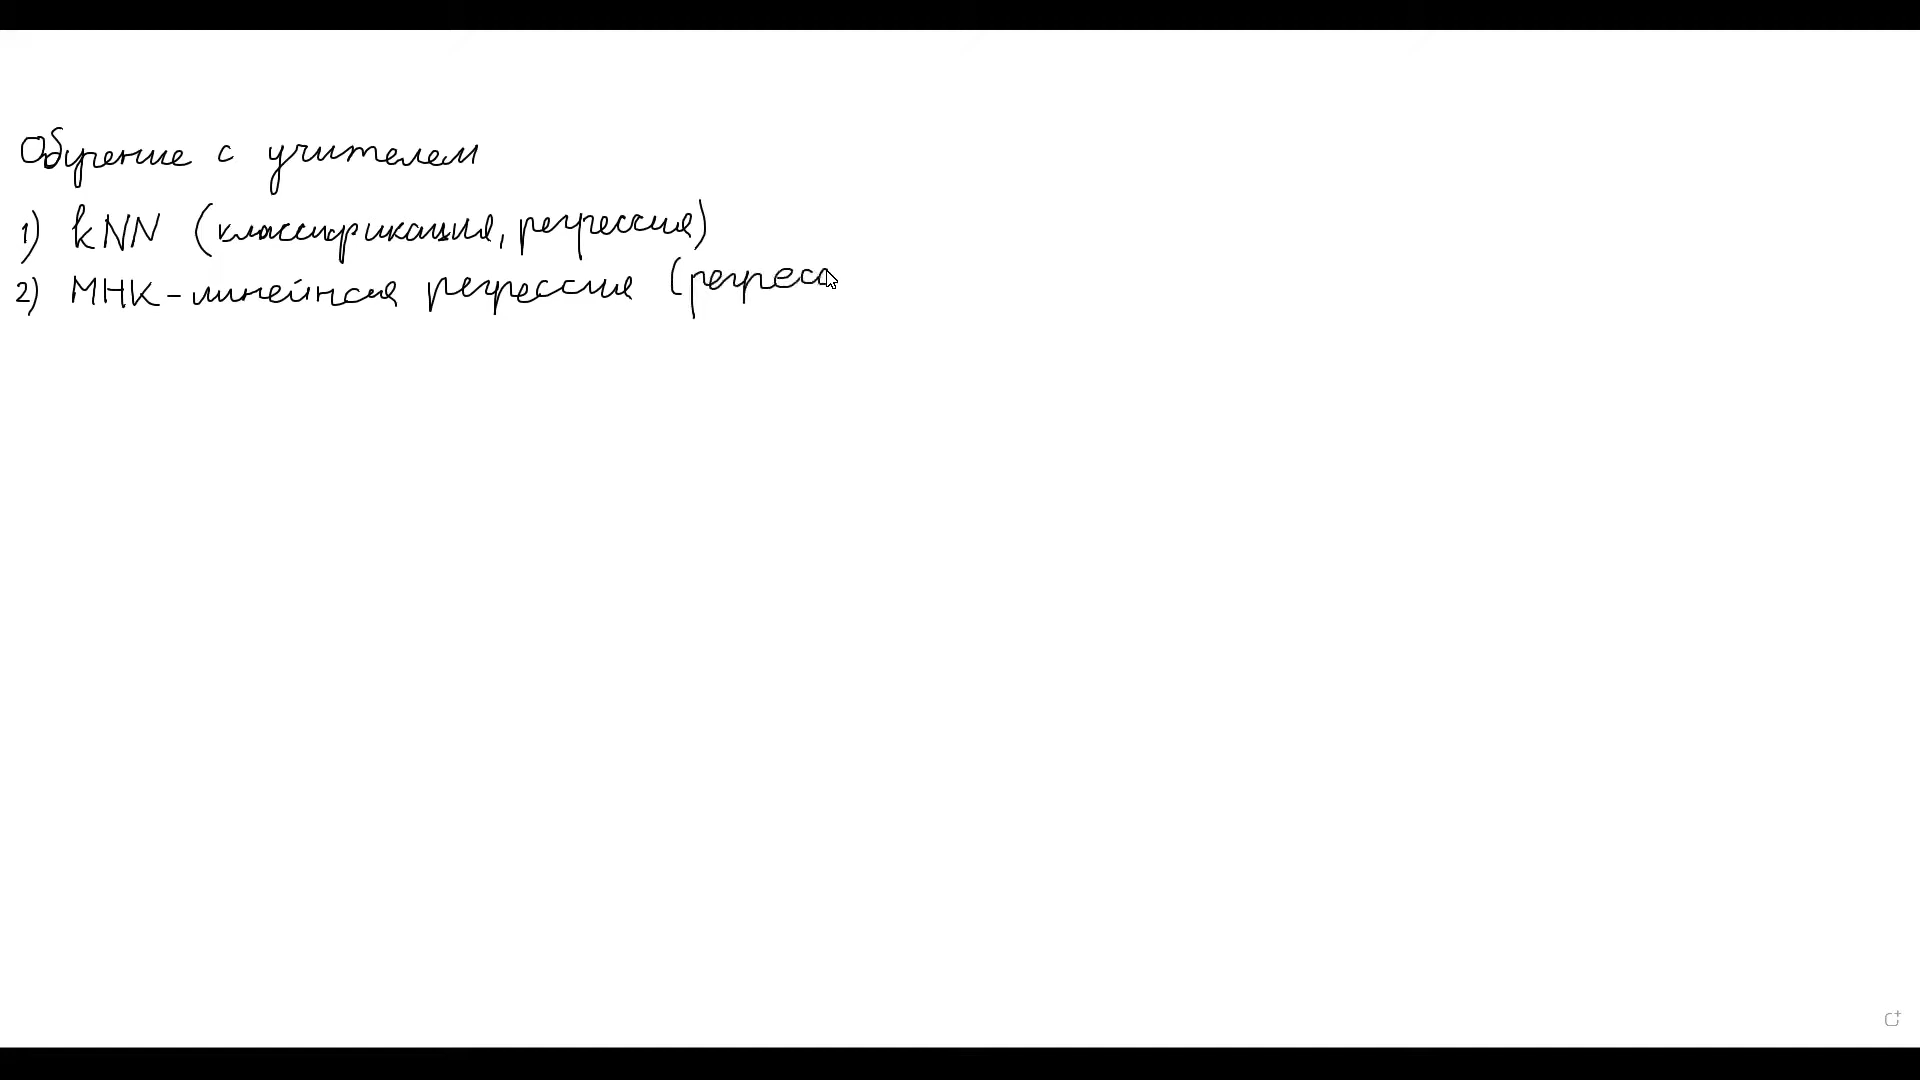 Обучение с учителем
1) kNN (классификация, регрессия)
2) МНК - линейная регрессия (регресс